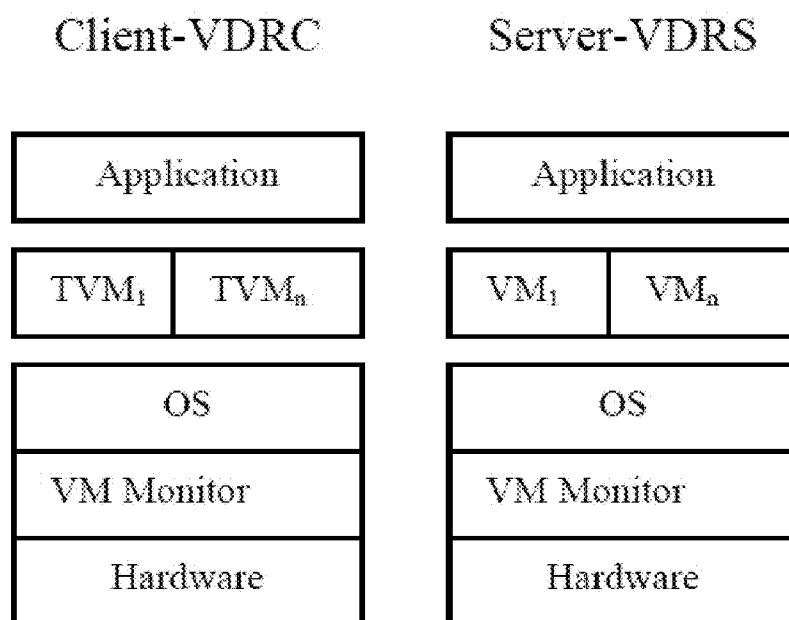 Client-VDRC Server-VDRS
Application Application
TVM₁ TVMₙ VM₁ VMₙ
OS OS
VM Monitor VM Monitor
Hardware Hardware